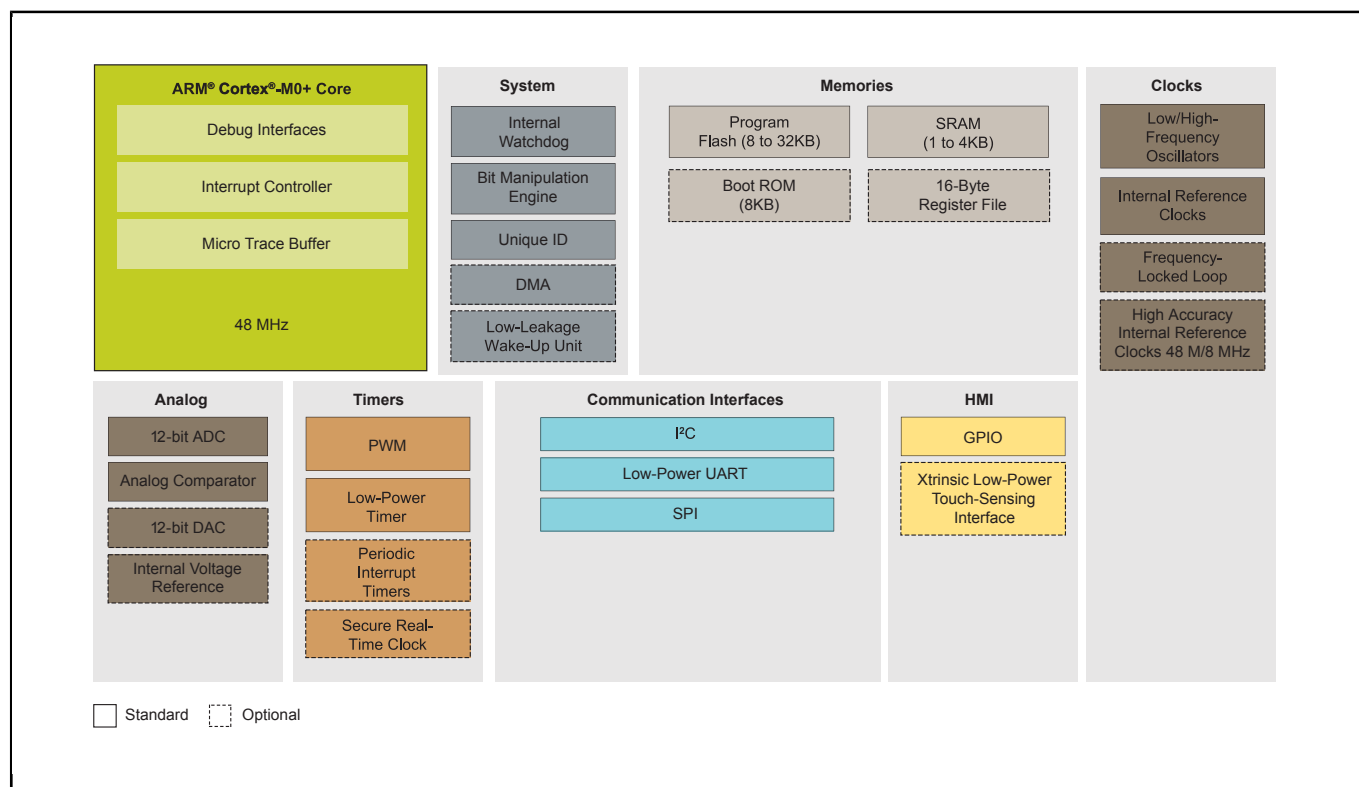 ARM® Cortex®-M0+ Core
Debug Interfaces
Interrupt Controller
Micro Trace Buffer
48 MHz
System
Internal
Watchdog
Bit Manipulation
Engine
Unique ID
DMA
Low-Leakage
Wake-Up Unit
Memories
Program
Flash (8 to 32KB)
SRAM
(1 to 4KB)
Boot ROM
(8KB)
16-Byte
Register File
Clocks
Low/High-
Frequency
Oscillators
Internal Reference
Clocks
Frequency-
Locked Loop
High Accuracy
Internal Reference
Clocks 48 M/8 MHz
Analog
12-bit ADC
Analog Comparator
12-bit DAC
Internal Voltage
Reference
Timers
PWM
Low-Power
Timer
Periodic
Interrupt
Timers
Secure Real-
Time Clock
Communication Interfaces
I²C
Low-Power UART
SPI
HMI
GPIO
Xtrinsic Low-Power
Touch-Sensing
Interface
Standard
Optional